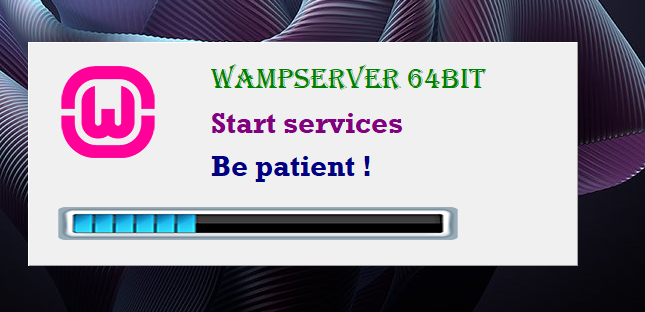 WAMPSERVER 64BIT
Start services
Be patient !